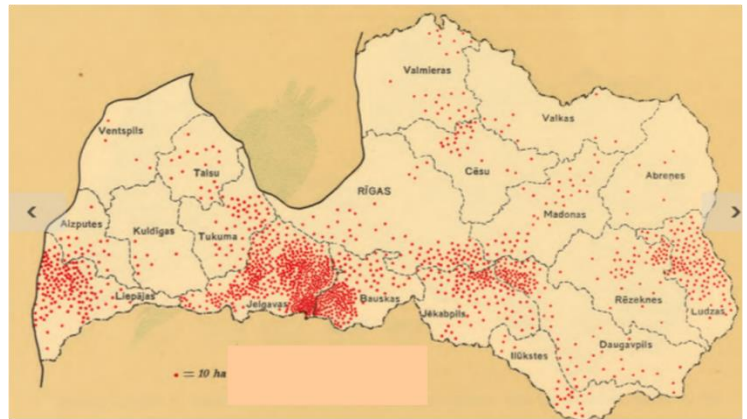 Valmieras
Valkas
Ventspils
Talsu
Cēsu
Abrenes
RĪGAS
Aizputes
Kuldīgas
Tukuma
Madonas
Liepājas
Jelgavas
Bauskas
Jēkabpils
Rēzeknes
Ludzas
Ilūkstes
Daugavpils
= 10 ha